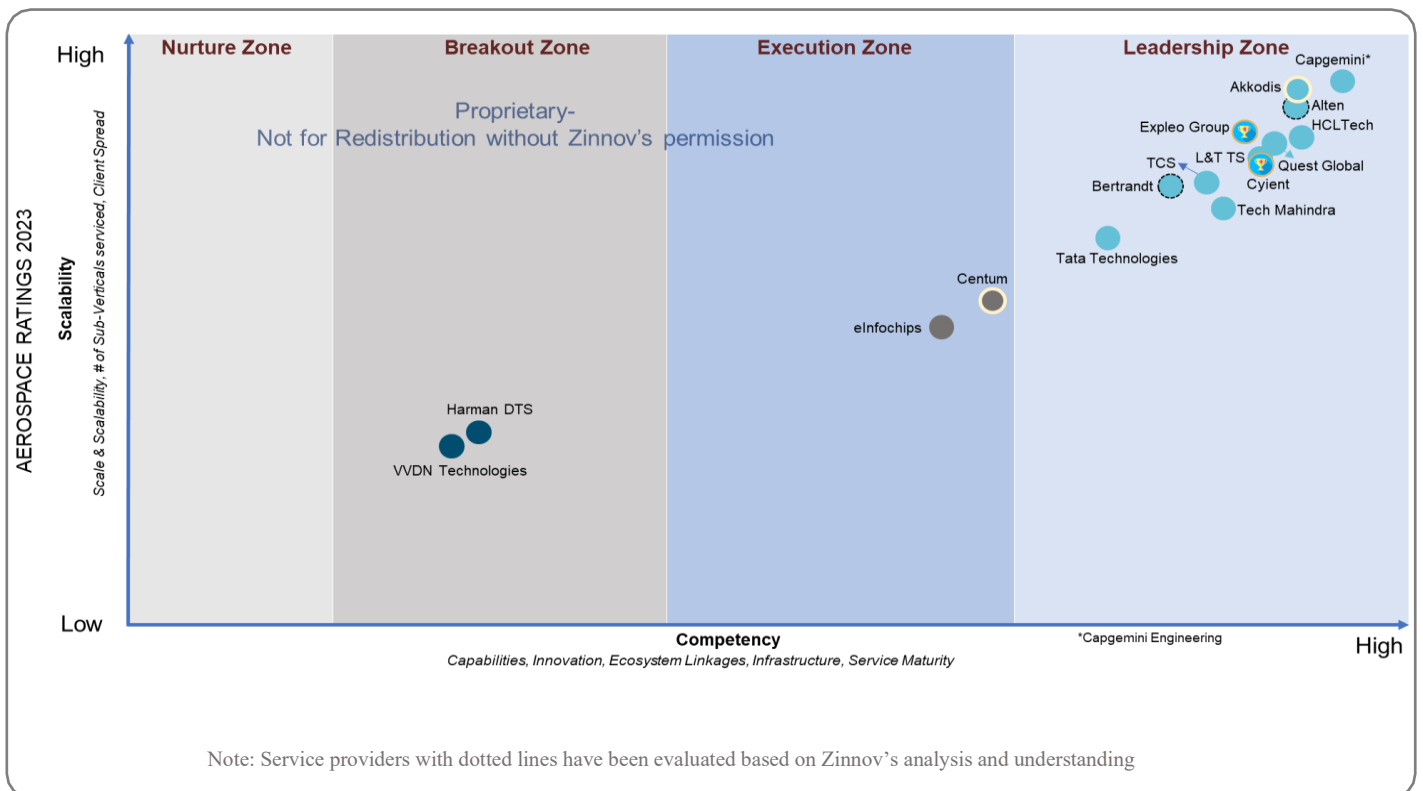 High
Nurture Zone
Breakout Zone
Execution Zone
Leadership Zone
Capgemini*
Akkodis
Alten
Proprietary-
Not for Redistribution without Zinnov's permission
Expleo Group
HCLTech
TCS
L&T TS
Quest Global
Bertrandt
Cyient
Tech Mahindra
Tata Technologies
Centum
eInfochips
Harman DTS
VVDN Technologies
AEROSPACE RATINGS 2023
Scalability
Scale & Scalability, # of Sub-Verticals serviced, Client Spread
Low
Competency
*Capgemini Engineering
High
Capabilities, Innovation, Ecosystem Linkages, Infrastructure, Service Maturity
Note: Service providers with dotted lines have been evaluated based on Zinnov's analysis and understanding